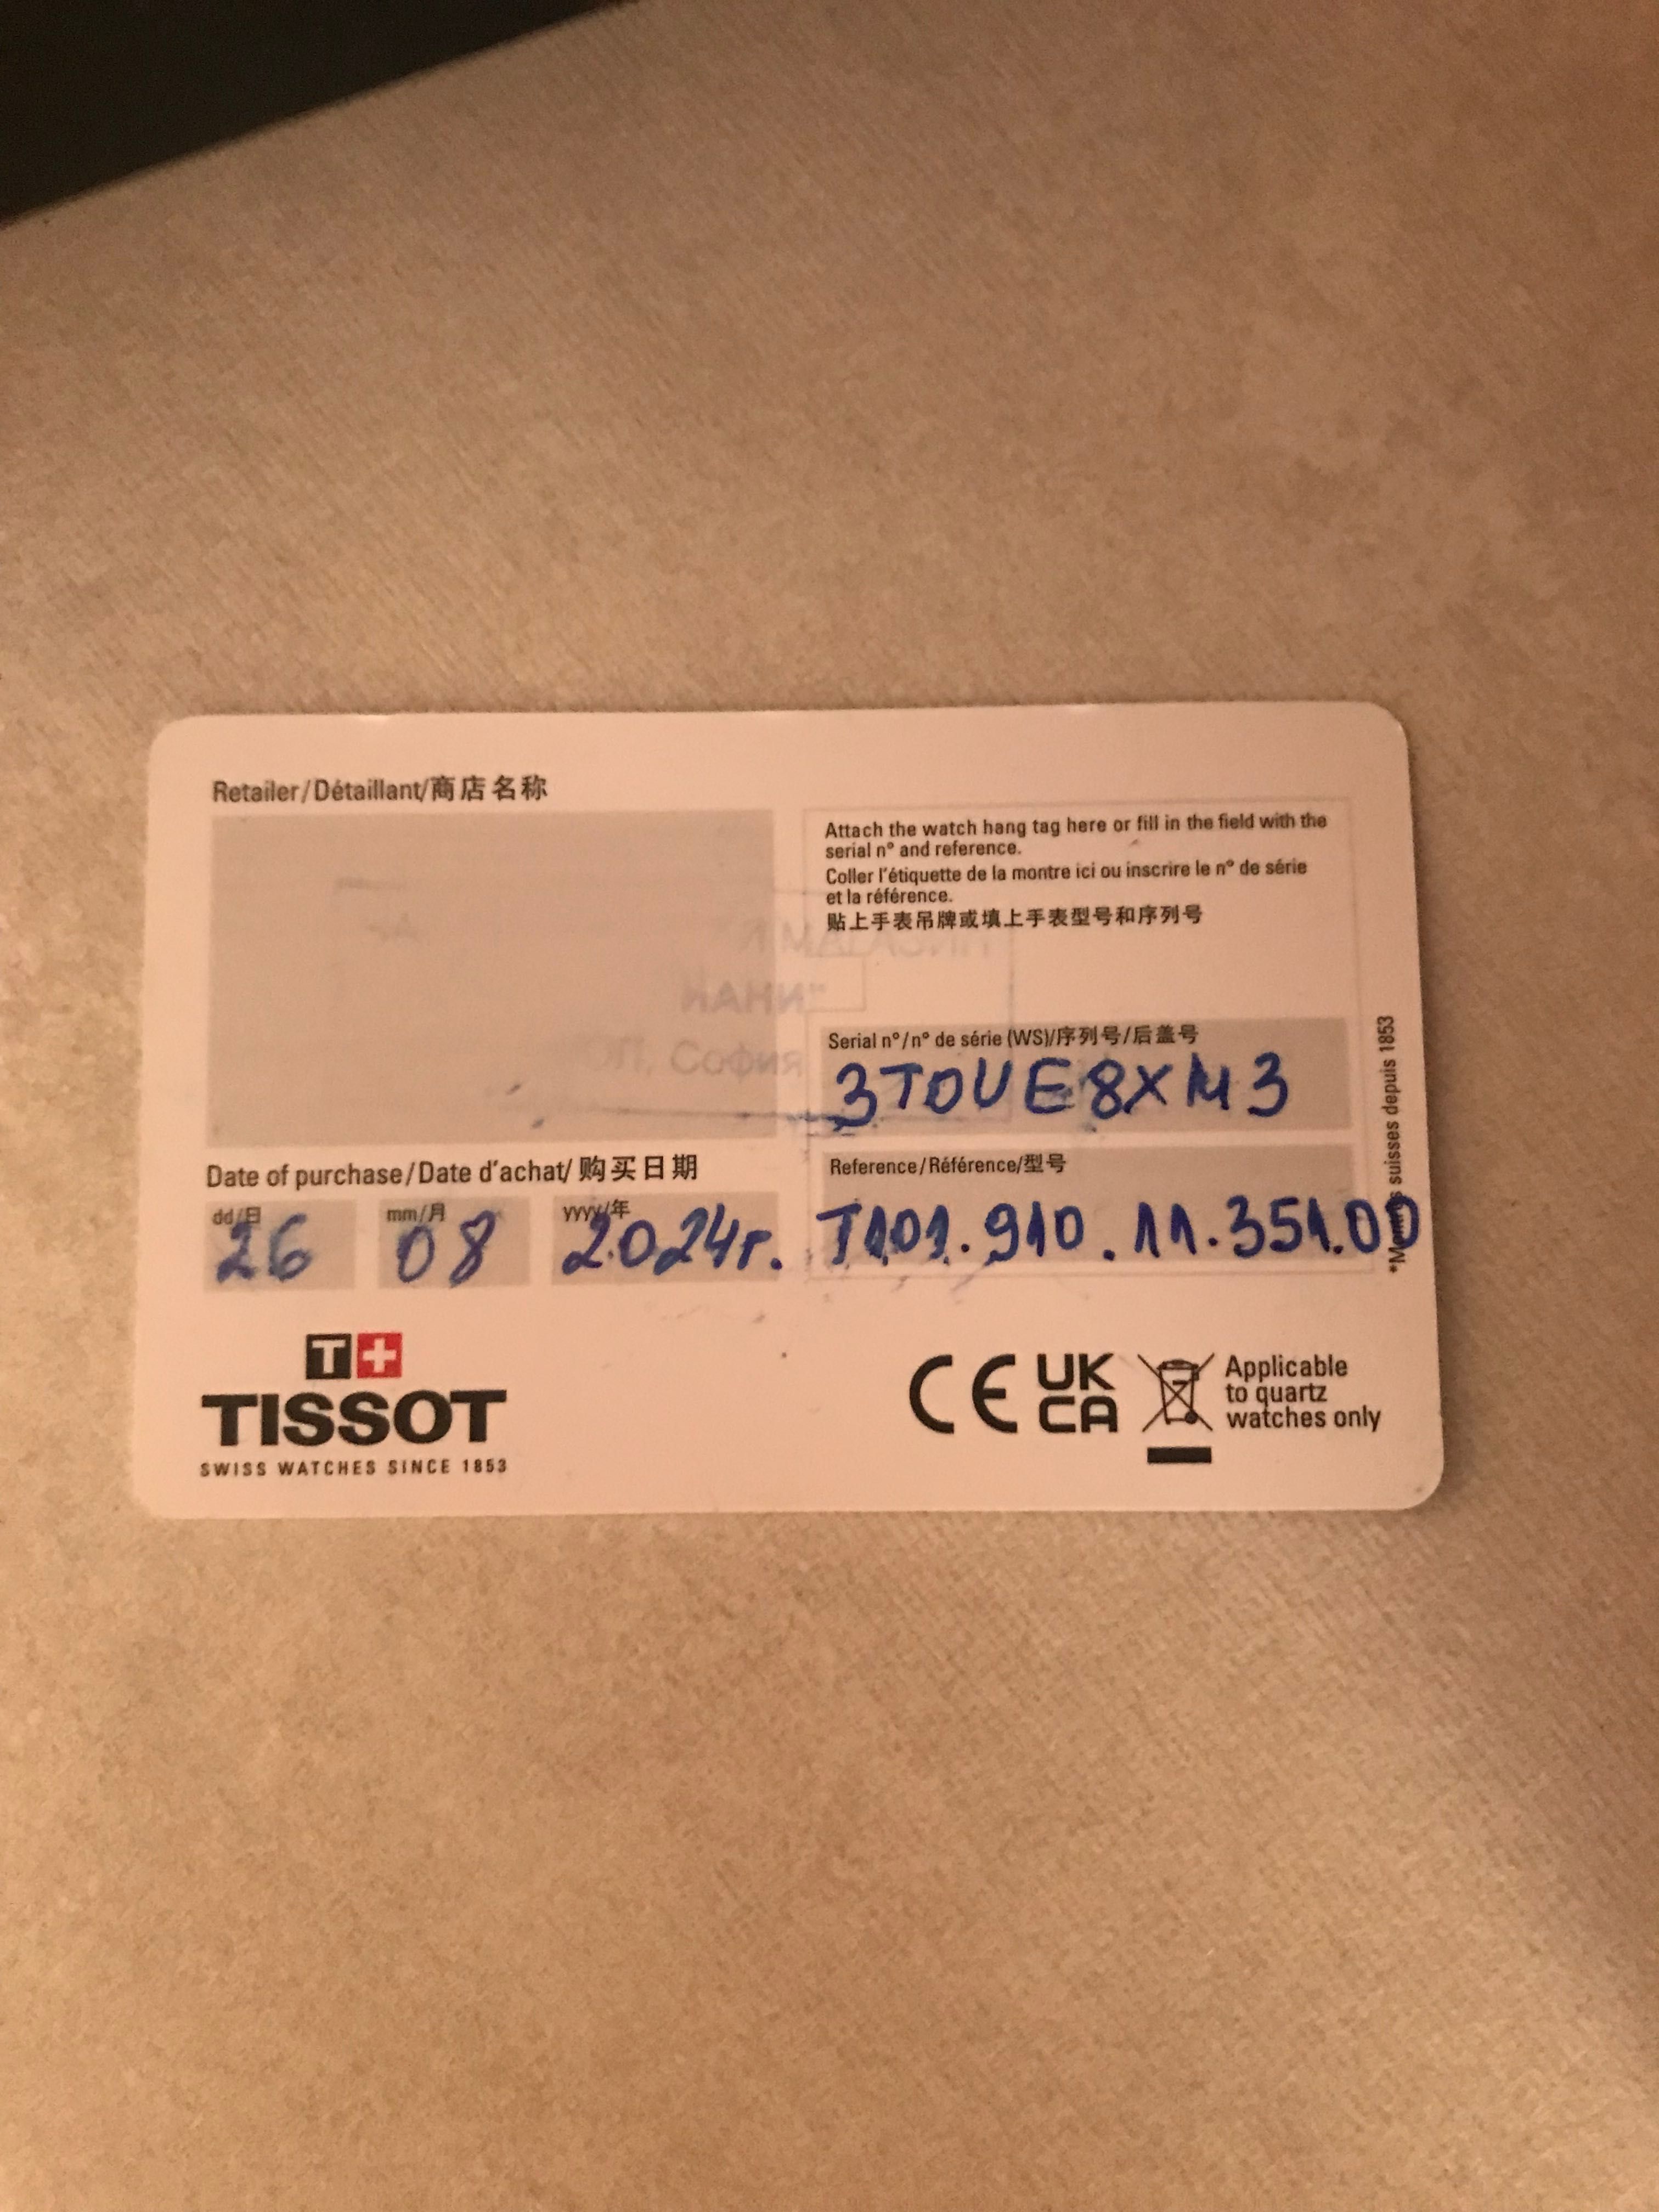 Retailer/Détaillant/商店名称
Attach the watch hang tag here or fill in the field with the
serial n° and reference.
Coller l'étiquette de la montre ici ou inscrire le n° de série
et la référence.
贴上手表吊牌或填上手表型号和序列号
МАГАЗИН
"НАНИ"
София
Serial n°/n° de série (WS)/序列号/后盖号
3TOUE8XM3
Date of purchase/Date d'achat/购买日期
dd/日 mm/月 yyyy/年
26 08 2024г.
Reference/Référence/型号
T101.910.11.351.00
suisses depuis 1853
T+
TISSOT
SWISS WATCHES SINCE 1853
CE UK
CA
Applicable
to quartz
watches only